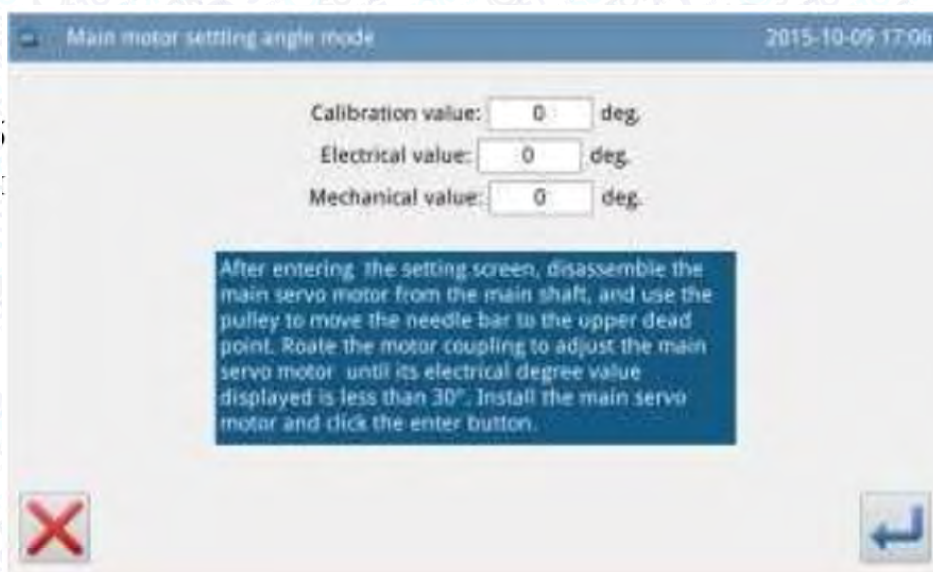 Main motor settling angle mode 2015-10-09 17:06
Calibration value: 0 deg.
Electrical value: 0 deg.
Mechanical value: 0 deg.
After entering the setting screen, disassemble the
main servo motor from the main shaft, and use the
pulley to move the needle bar to the upper dead
point. Roate the motor coupling to adjust the main
servo motor until its electrical degree value
displayed is less than 30°. Install the main servo
motor and click the enter button.